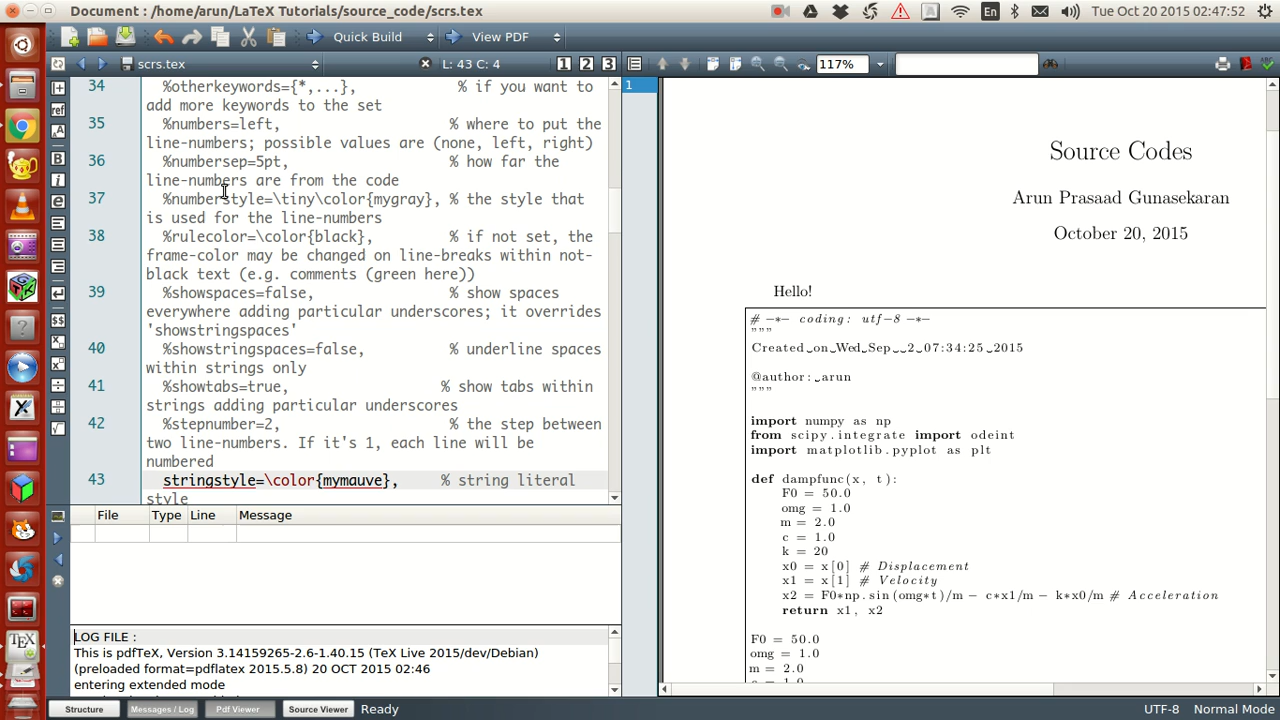 Document : /home/arun/LaTeX Tutorials/source_code/scrs.tex
En
Tue Oct 20 2015 02:47:52
Quick Build
View PDF
scrs.tex
L: 43 C: 4
1 2 3
117%
34 %otherkeywords={*,...}, % if you want to
add more keywords to the set
35 %numbers=left, % where to put the
line-numbers; possible values are (none, left, right)
36 %numbersep=5pt, % how far the
line-numbers are from the code
37 %numberstyle=\tiny\color{mygray}, % the style that
is used for the line-numbers
38 %rulecolor=\color{black}, % if not set, the
frame-color may be changed on line-breaks within not-
black text (e.g. comments (green here))
39 %showspaces=false, % show spaces
everywhere adding particular underscores; it overrides
'showstringspaces'
40 %showstringspaces=false, % underline spaces
within strings only
41 %showtabs=true, % show tabs within
strings adding particular underscores
42 %stepnumber=2, % the step between
two line-numbers. If it's 1, each line will be
numbered
43 stringstyle=\color{mymauve}, % string literal
style
File Type Line Message
LOG FILE :
This is pdfTeX, Version 3.14159265-2.6-1.40.15 (TeX Live 2015/dev/Debian)
(preloaded format=pdflatex 2015.5.8) 20 OCT 2015 02:46
entering extended mode
Structure
Messages / Log
Pdf Viewer
Source Viewer
Ready
UTF-8
Normal Mode
1
Source Codes
Arun Prasaad Gunasekaran
October 20, 2015
Hello!
# −*− coding: utf−8 −*−
"""
Created␣on␣Wed␣Sep␣␣2␣07:34:25␣2015
@author:␣arun
"""
import numpy as np
from scipy.integrate import odeint
import matplotlib.pyplot as plt
def dampfunc(x, t):
F0 = 50.0
omg = 1.0
m = 2.0
c = 1.0
k = 20
x0 = x[0] # Displacement
x1 = x[1] # Velocity
x2 = F0*np.sin(omg*t)/m − c*x1/m − k*x0/m # Acceleration
return x1, x2
F0 = 50.0
omg = 1.0
m = 2.0